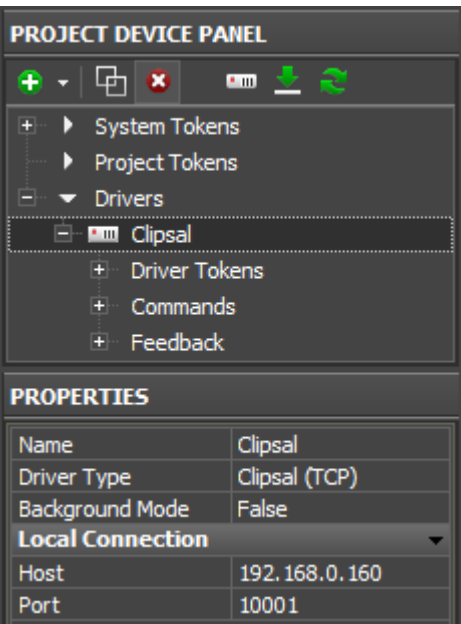 PROJECT DEVICE PANEL
System Tokens
Project Tokens
Drivers
Clipsal
Driver Tokens
Commands
Feedback
PROPERTIES
Name Clipsal
Driver Type Clipsal (TCP)
Background Mode False
Local Connection
Host 192.168.0.160
Port 10001